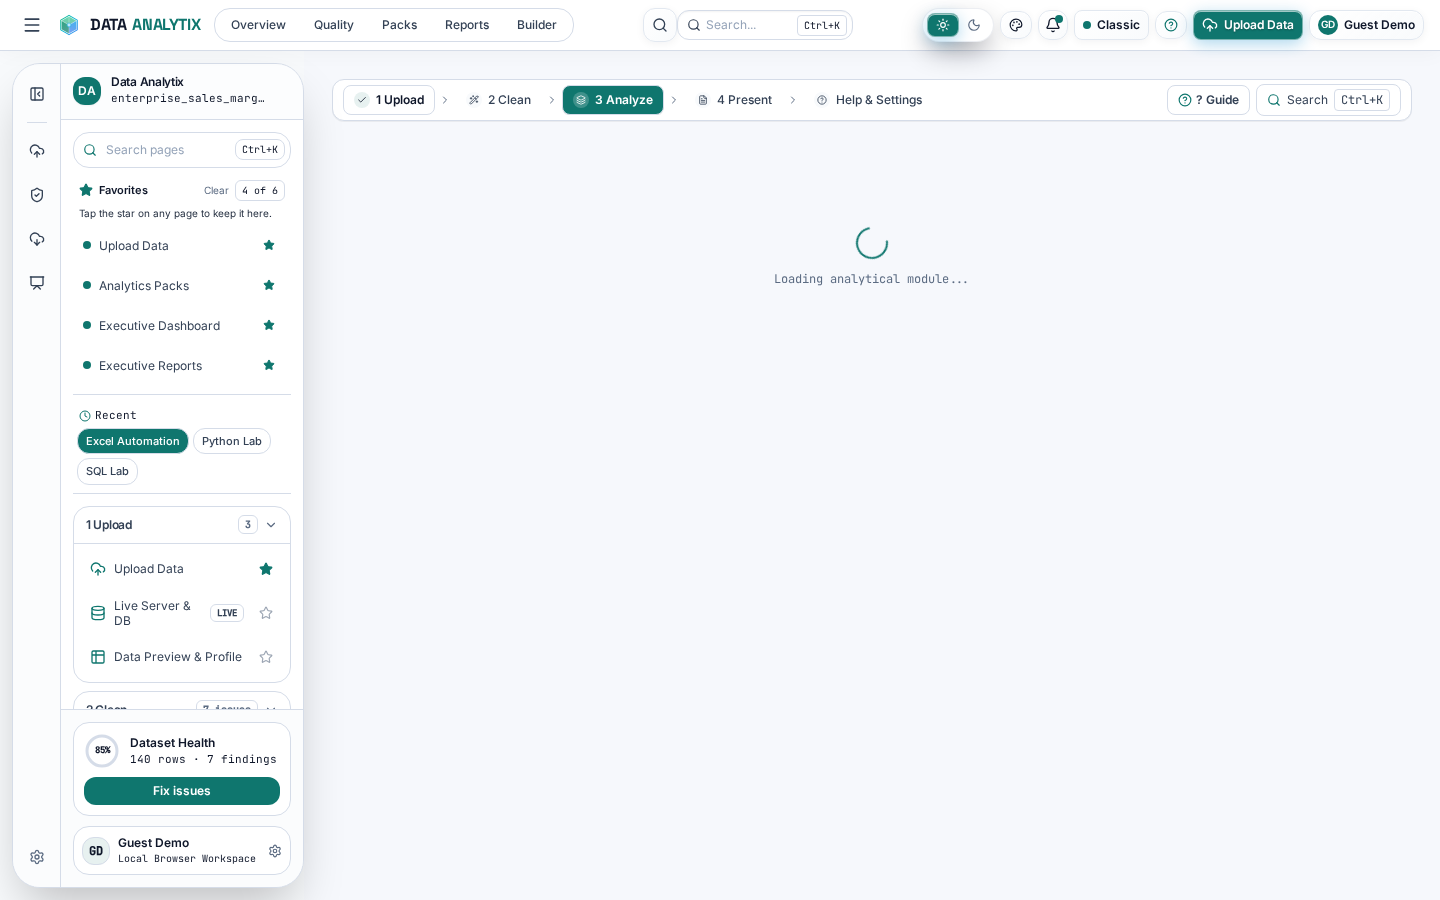 DATA ANALYTIX
Overview
Quality
Packs
Reports
Builder
Search...
Ctrl+K
Classic
Upload Data
GD
Guest Demo
DA
Data Analytix
enterprise_sales_marg…
Search pages
Ctrl+K
Favorites
Clear
4 of 6
Tap the star on any page to keep it here.
Upload Data
Analytics Packs
Executive Dashboard
Executive Reports
Recent
Excel Automation
Python Lab
SQL Lab
1 Upload
3
Upload Data
Live Server &
DB
LIVE
Data Preview & Profile
2 Clean
7 issues
85%
Dataset Health
140 rows · 7 findings
Fix issues
GD
Guest Demo
Local Browser Workspace
1 Upload
2 Clean
3 Analyze
4 Present
Help & Settings
? Guide
Search
Ctrl+K
Loading analytical module...